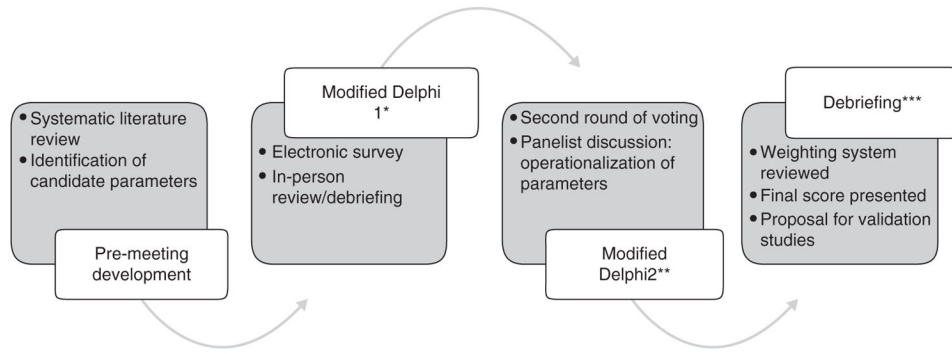 • Systematic literature
review
• Identification of
candidate parameters
Pre-meeting
development
Modified Delphi
1*
• Electronic survey
• In-person
review/debriefing
• Second round of voting
• Panelist discussion:
operationalization of
parameters
Modified
Delphi2**
Debriefing***
• Weighting system
reviewed
• Final score presented
• Proposal for validation
studies